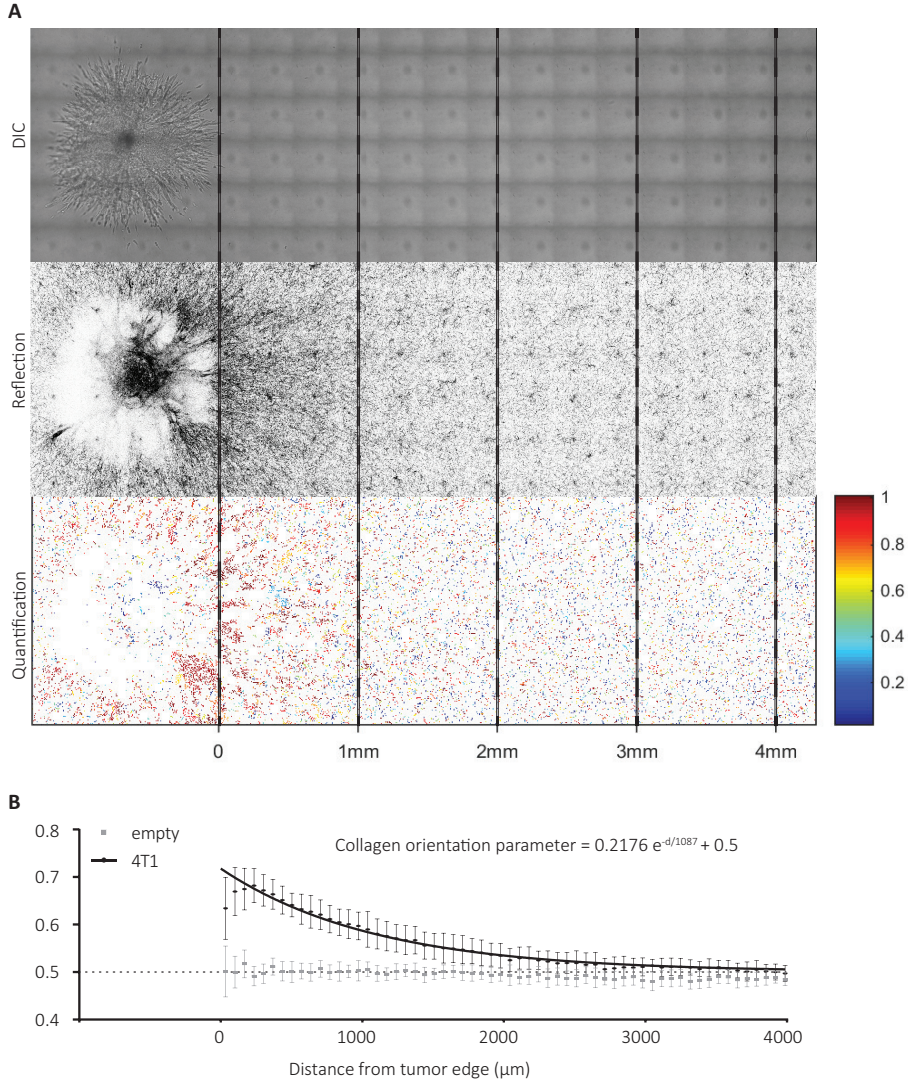 A
DIC
Reflection
Quantification
1
0.8
0.6
0.4
0.2
0 1mm 2mm 3mm 4mm
B
0.8
0.7
0.6
0.5
0.4
empty
4T1
Collagen orientation parameter = 0.2176 e-d/1087 + 0.5
0 1000 2000 3000 4000
Distance from tumor edge (μm)